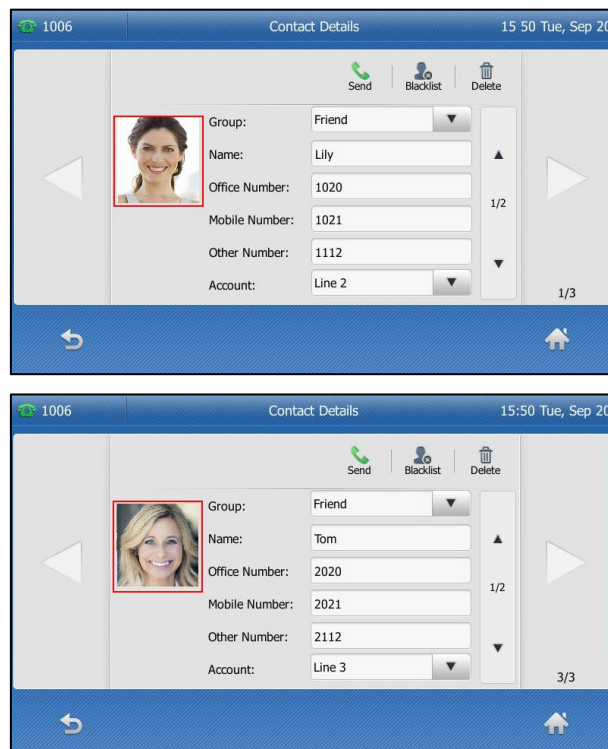 1006 Contact Details 15 50 Tue, Sep 20
Send Blacklist Delete
Group: Friend
Name: Lily
Office Number: 1020
1/2
Mobile Number: 1021
Other Number: 1112
Account: Line 2
1/3
1006 Contact Details 15:50 Tue, Sep 20
Send Blacklist Delete
Group: Friend
Name: Tom
Office Number: 2020
1/2
Mobile Number: 2021
Other Number: 2112
Account: Line 3
3/3